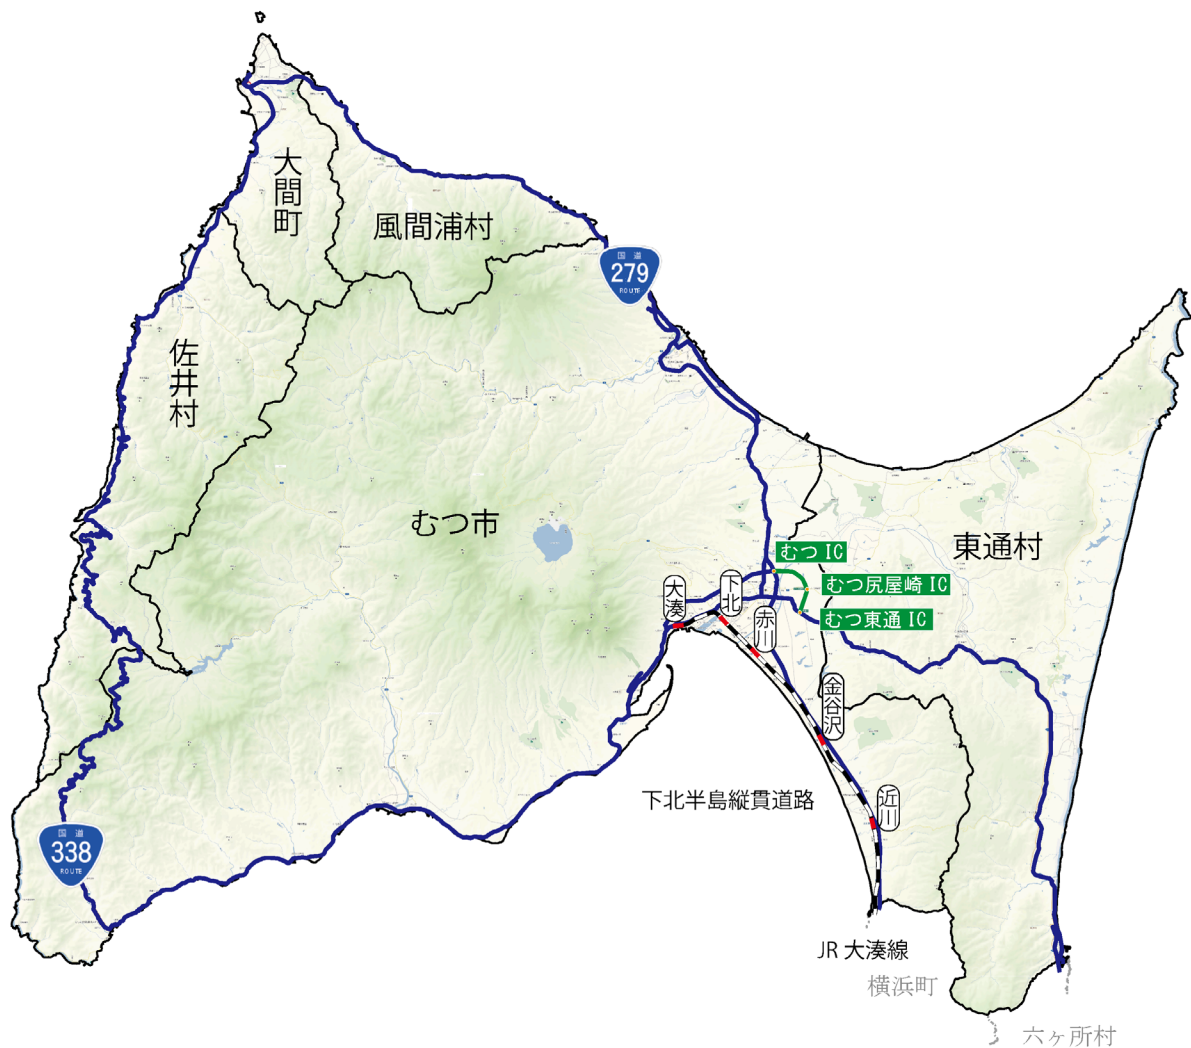 大間町
風間浦村
国道
279
ROUTE
佐井村
むつ市
東通村
むつ IC
むつ尻屋崎 IC
むつ東通 IC
大湊
下北
赤川
金谷沢
近川
下北半島縦貫道路
国道
338
ROUTE
JR 大湊線
横浜町
六ヶ所村